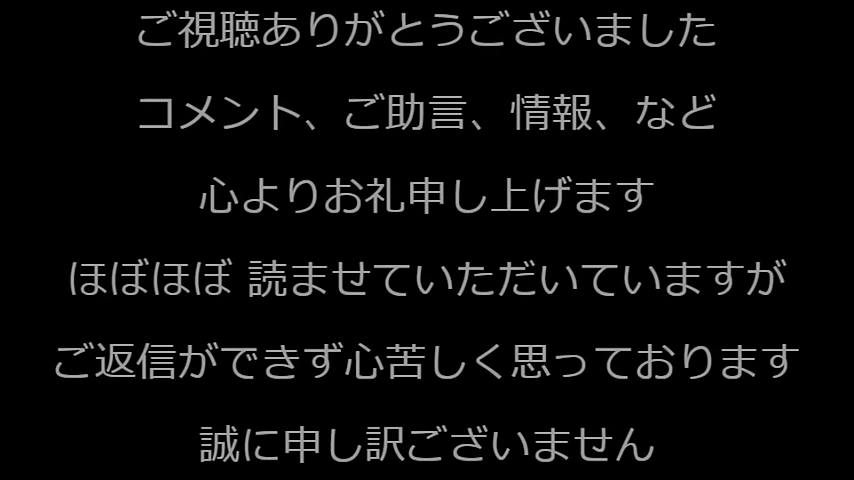 ご視聴ありがとうございました
コメント、ご助言、情報、など
心よりお礼申し上げます
ほぼほぼ 読ませていただいていますが
ご返信ができず心苦しく思っております
誠に申し訳ございません